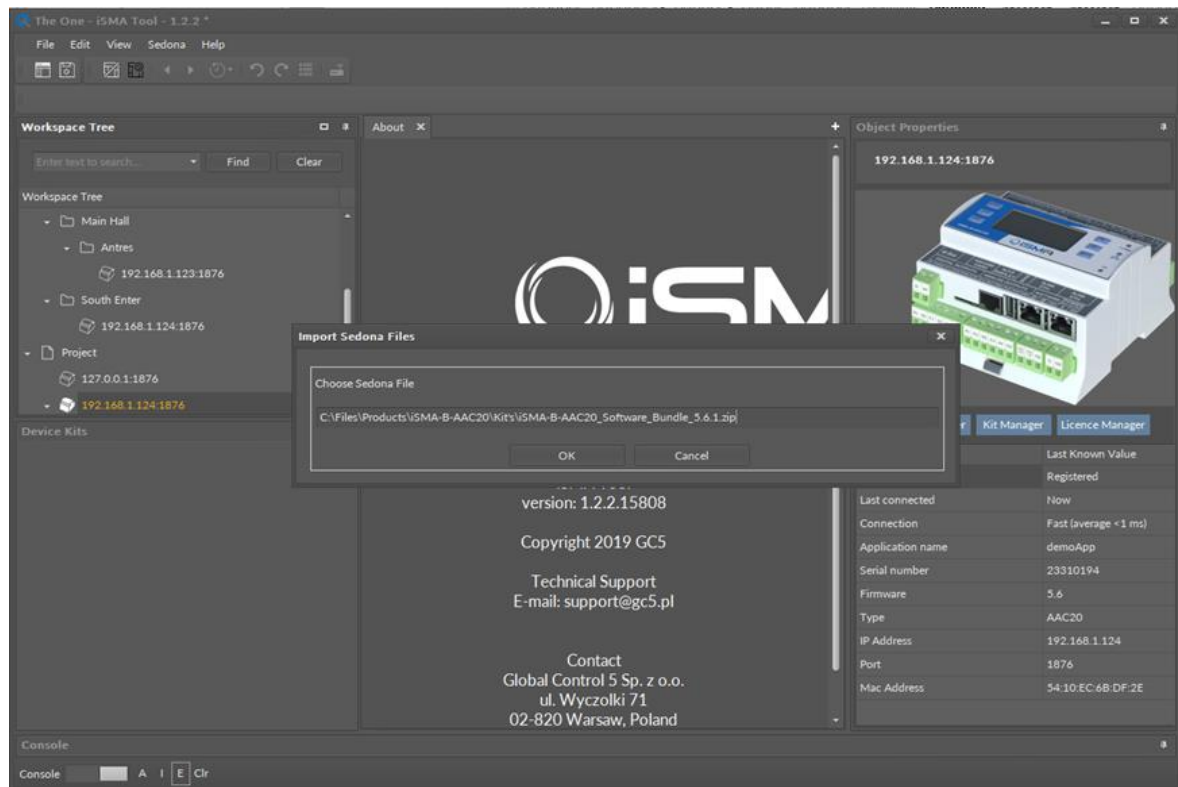 The One - iSMA Tool - 1.2.2 *
File Edit View Sedona Help
Workspace Tree
Enter text to search...
Find
Clear
Workspace Tree
Main Hall
Antres
192.168.1.123:1876
South Enter
192.168.1.124:1876
Project
127.0.0.1:1876
192.168.1.124:1876
Device Kits
About
iSM
Import Sedona Files
Choose Sedona File
C:\Files\Products\iSMA-B-AAC20\Kit's\iSMA-B-AAC20_Software_Bundle_5.6.1.zip
OK
Cancel
version: 1.2.2.15808
Copyright 2019 GC5
Technical Support
E-mail: support@gc5.pl
Contact
Global Control 5 Sp. z o.o.
ul. Wyczolki 71
02-820 Warsaw, Poland
Object Properties
192.168.1.124:1876
iSMA
Kit Manager
Licence Manager
Last Known Value
Registered
Last connected Now
Connection Fast (average <1 ms)
Application name demoApp
Serial number 23310194
Firmware 5.6
Type AAC20
IP Address 192.168.1.124
Port 1876
Mac Address 54:10:EC:6B:DF:2E
Console
Console A I E Clr